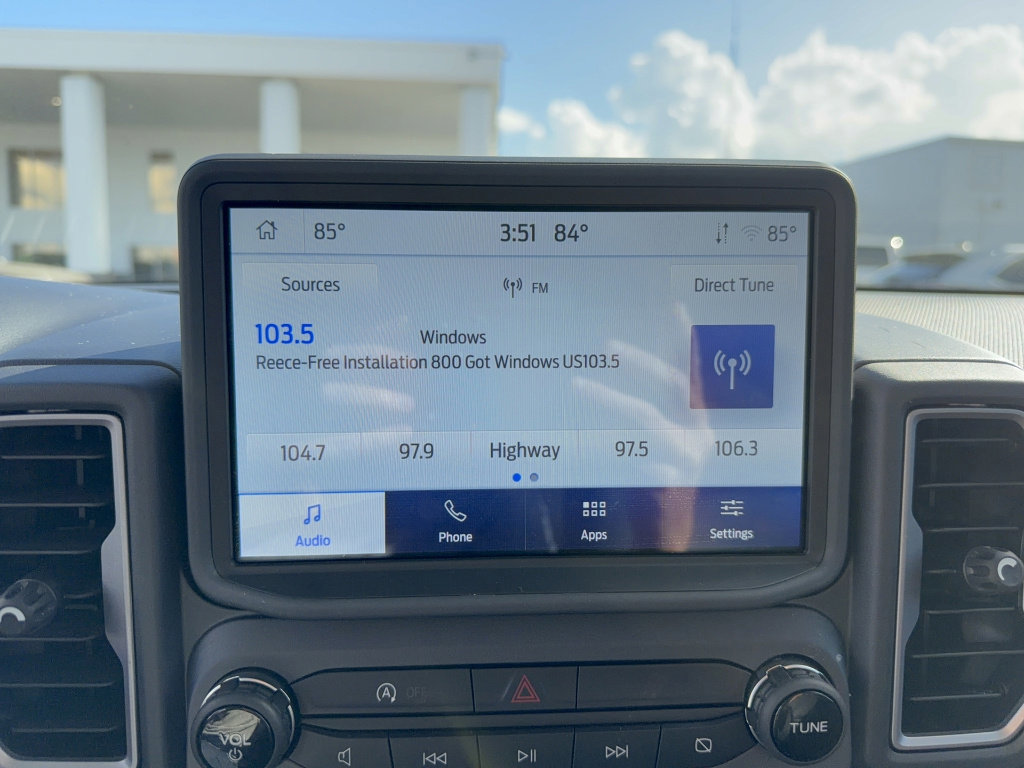 85° 3:51 84° 85°
Sources FM Direct Tune
103.5 Windows
Reece-Free Installation 800 Got Windows US103.5
104.7 97.9 Highway 97.5 106.3
Audio Phone Apps Settings
A OFF
VOL TUNE